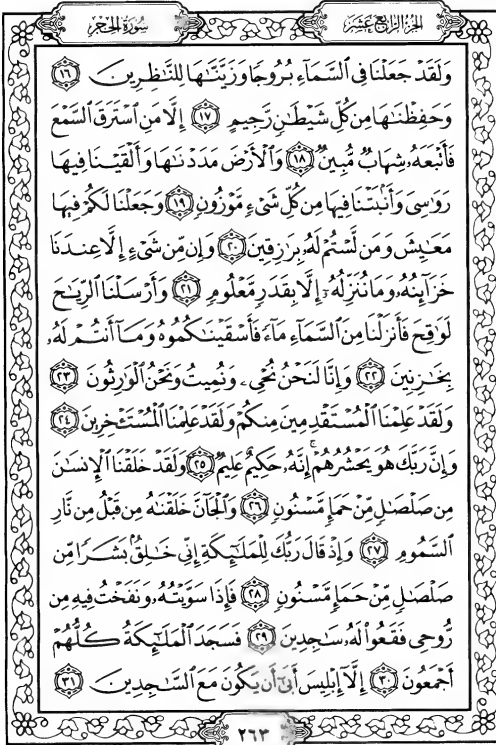 الجزء الرابع عشر
سورة الحجر
وَلَقَدۡ جَعَلۡنَا فِي ٱلسَّمَآءِ بُرُوجٗا وَزَيَّنَّٰهَا لِلنَّٰظِرِينَ ١٦
وَحَفِظۡنَٰهَا مِن كُلِّ شَيۡطَٰنٖ رَّجِيمٍ ١٧ إِلَّا مَنِ ٱسۡتَرَقَ ٱلسَّمۡعَ
فَأَتۡبَعَهُۥ شِهَابٞ مُّبِينٞ ١٨ وَٱلۡأَرۡضَ مَدَدۡنَٰهَا وَأَلۡقَيۡنَا فِيهَا
رَوَٰسِيَ وَأَنۢبَتۡنَا فِيهَا مِن كُلِّ شَيۡءٖ مَّوۡزُونٖ ١٩ وَجَعَلۡنَا لَكُمۡ فِيهَا
مَعَٰيِشَ وَمَن لَّسۡتُمۡ لَهُۥ بِرَٰزِقِينَ ٢٠ وَإِن مِّن شَيۡءٍ إِلَّا عِندَنَا
خَزَآئِنُهُۥ وَمَا نُنَزِّلُهُۥٓ إِلَّا بِقَدَرٖ مَّعۡلُومٖ ٢١ وَأَرۡسَلۡنَا ٱلرِّيَٰحَ
لَوَٰقِحَ فَأَنزَلۡنَا مِنَ ٱلسَّمَآءِ مَآءٗ فَأَسۡقَيۡنَٰكُمُوهُ وَمَآ أَنتُمۡ لَهُۥ
بِخَٰزِنِينَ ٢٢ وَإِنَّا لَنَحۡنُ نُحۡيِۦ وَنُمِيتُ وَنَحۡنُ ٱلۡوَٰرِثُونَ ٢٣
وَلَقَدۡ عَلِمۡنَا ٱلۡمُسۡتَقۡدِمِينَ مِنكُمۡ وَلَقَدۡ عَلِمۡنَا ٱلۡمُسۡتَـٔۡخِرِينَ ٢٤
وَإِنَّ رَبَّكَ هُوَ يَحۡشُرُهُمۡۚ إِنَّهُۥ حَكِيمٌ عَلِيمٞ ٢٥ وَلَقَدۡ خَلَقۡنَا ٱلۡإِنسَٰنَ
مِن صَلۡصَٰلٖ مِّنۡ حَمَإٖ مَّسۡنُونٖ ٢٦ وَٱلۡجَآنَّ خَلَقۡنَٰهُ مِن قَبۡلُ مِن نَّارِ
ٱلسَّمُومِ ٢٧ وَإِذۡ قَالَ رَبُّكَ لِلۡمَلَٰٓئِكَةِ إِنِّي خَٰلِقُۢ بَشَرٗا مِّن
صَلۡصَٰلٖ مِّنۡ حَمَإٖ مَّسۡنُونٖ ٢٨ فَإِذَا سَوَّيۡتُهُۥ وَنَفَخۡتُ فِيهِ مِن
رُّوحِي فَقَعُواْ لَهُۥ سَٰجِدِينَ ٢٩ فَسَجَدَ ٱلۡمَلَٰٓئِكَةُ كُلُّهُمۡ
أَجۡمَعُونَ ٣٠ إِلَّآ إِبۡلِيسَ أَبَىٰٓ أَن يَكُونَ مَعَ ٱلسَّٰجِدِينَ ٣١
٢٦٣